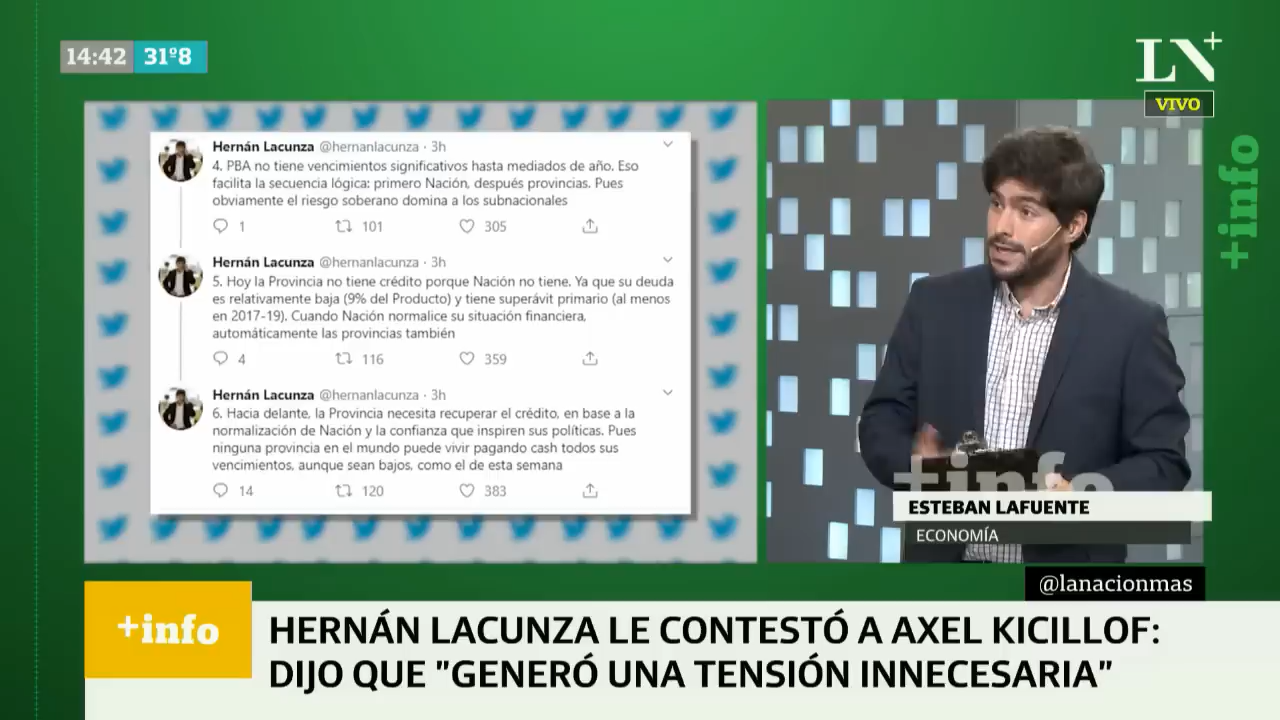 14:42 31º8
LN+
VIVO
+info
Hernán Lacunza @hernanlacunza · 3h
4. PBA no tiene vencimientos significativos hasta mediados de año. Eso
facilita la secuencia lógica: primero Nación, después provincias. Pues
obviamente el riesgo soberano domina a los subnacionales
1 101 305
Hernán Lacunza @hernanlacunza · 3h
5. Hoy la Provincia no tiene crédito porque Nación no tiene. Ya que su deuda
es relativamente baja (9% del Producto) y tiene superávit primario (al menos
en 2017-19). Cuando Nación normalice su situación financiera,
automáticamente las provincias también
4 116 359
Hernán Lacunza @hernanlacunza · 3h
6. Hacia delante, la Provincia necesita recuperar el crédito, en base a la
normalización de Nación y la confianza que inspiren sus políticas. Pues
ninguna provincia en el mundo puede vivir pagando cash todos sus
vencimientos, aunque sean bajos, como el de esta semana
14 120 383
+info
ESTEBAN LAFUENTE
ECONOMÍA
@lanacionmas
+info
HERNÁN LACUNZA LE CONTESTÓ A AXEL KICILLOF:
DIJO QUE "GENERÓ UNA TENSIÓN INNECESARIA"